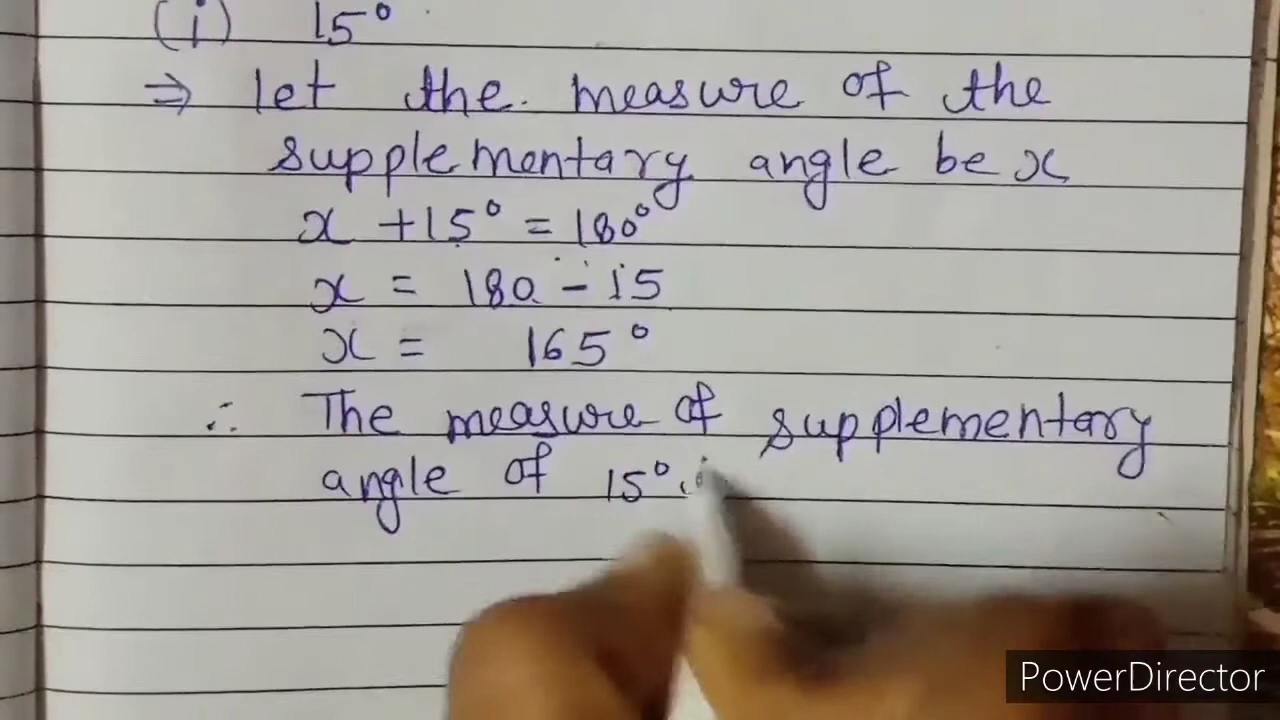 (i) 15°
⇒ let the measure of the
supplementary angle be x
x + 15° = 180°
x = 180 - 15
x = 165°
∴ The measure of supplementary
angle of 15°
PowerDirector